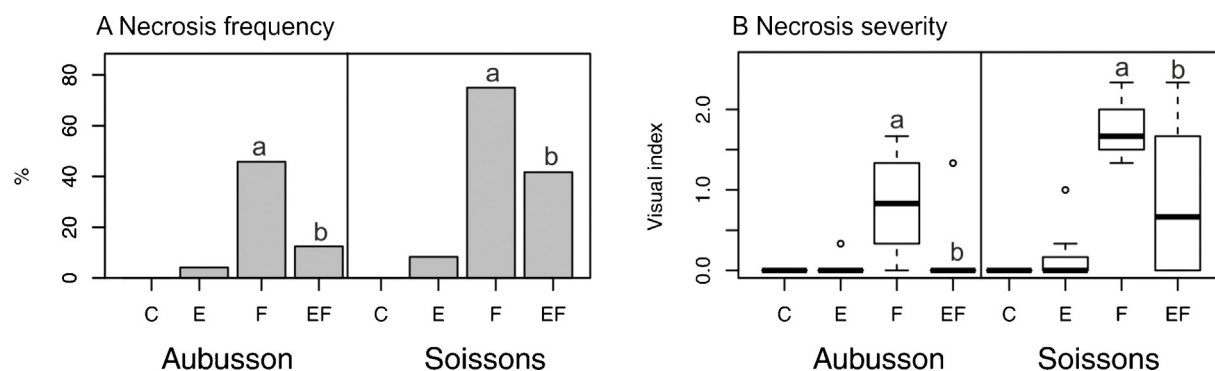 A Necrosis frequency
%
80
60
40
20
0
a
b
a
b
C E F EF C E F EF
Aubusson Soissons
B Necrosis severity
Visual index
2.0
1.0
0.0
a
b
a
b
C E F EF C E F EF
Aubusson Soissons